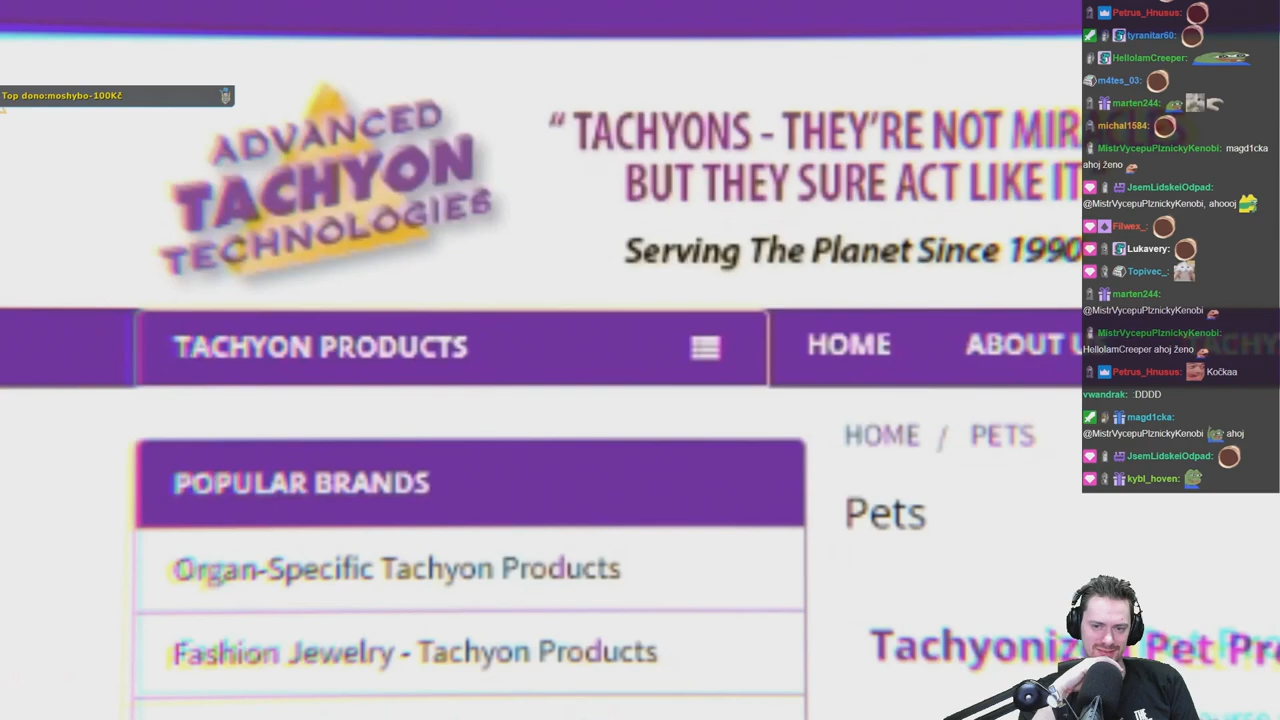 Top dono:moshybo-100Kč
ADVANCED
TACHYON
TECHNOLOGIES
“ TACHYONS - THEY'RE NOT MIR
BUT THEY SURE ACT LIKE IT
Serving The Planet Since 1990
TACHYON PRODUCTS
HOME
ABOUT U
HOME / PETS
POPULAR BRANDS
Pets
Organ-Specific Tachyon Products
Fashion Jewelry - Tachyon Products
Pet Pr
Petrus_Hnusus:
tyranitar60:
HelloIamCreeper:
m4tes_03:
marten244:
michal1584:
MistrVycepuPlznickyKenobi: magd1cka
ahoj ženo
JsemLidskeiOdpad:
@MistrVycepuPlznickyKenobi, ahoooj
Filwex_:
Lukavery:
Topivec_:
marten244:
@MistrVycepuPlznickyKenobi
MistrVycepuPlznickyKenobi:
HelloIamCreeper ahoj ženo
Petrus_Hnusus: Kočkaa
vwandrak: :DDDD
magd1cka:
@MistrVycepuPlznickyKenobi ahoj
JsemLidskeiOdpad:
kybl_hoven: